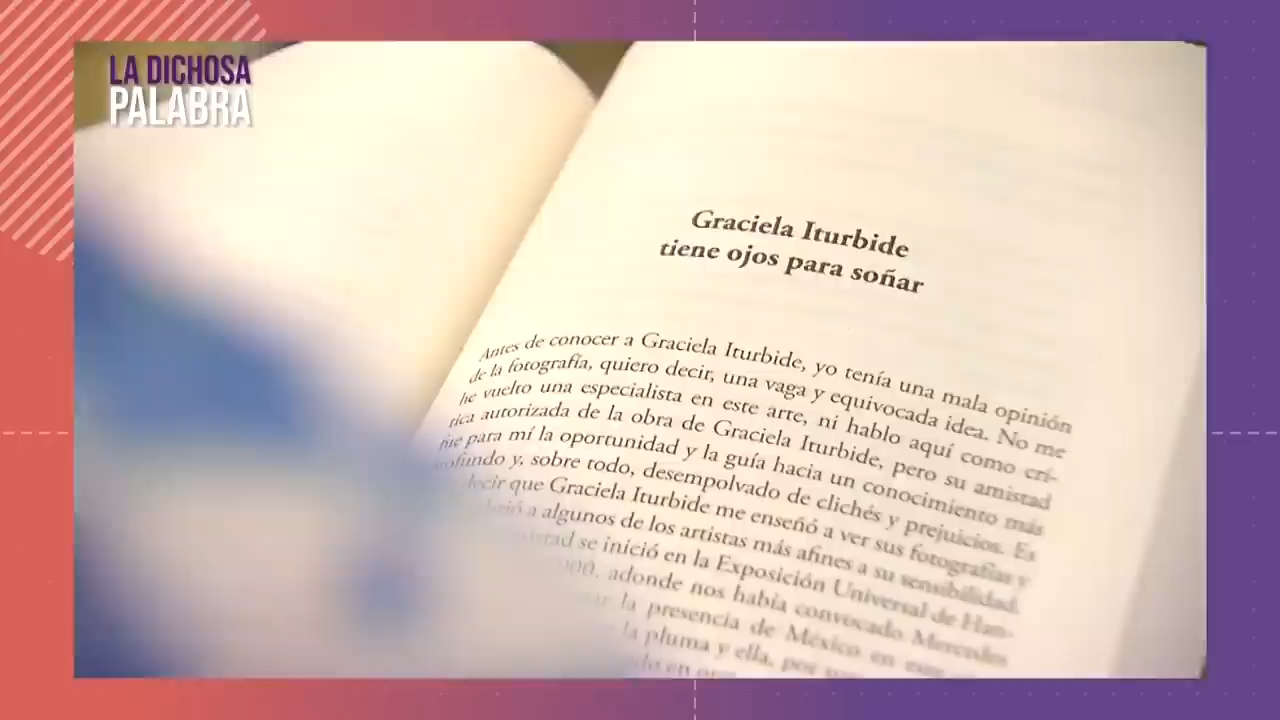 LA DICHOSA
PALABRA
Graciela Iturbide
tiene ojos para soñar
Antes de conocer a Graciela Iturbide, yo tenía una mala opinión
de la fotografía, quiero decir, una vaga y equivocada idea. No me
he vuelto una especialista en este arte, ni hablo aquí como crí-
tica autorizada de la obra de Graciela Iturbide, pero su amistad
para mí la oportunidad y la guía hacia un conocimiento más
y, sobre todo, desempolvado de clichés y prejuicios. Es
decir que Graciela Iturbide me enseñó a ver sus fotografías y
a algunos de los artistas más afines a su sensibilidad.
se inició en la Exposición Universal de Han-
adonde nos había convocado Mercedes
la presencia de México en este
la pluma y ella, por
en